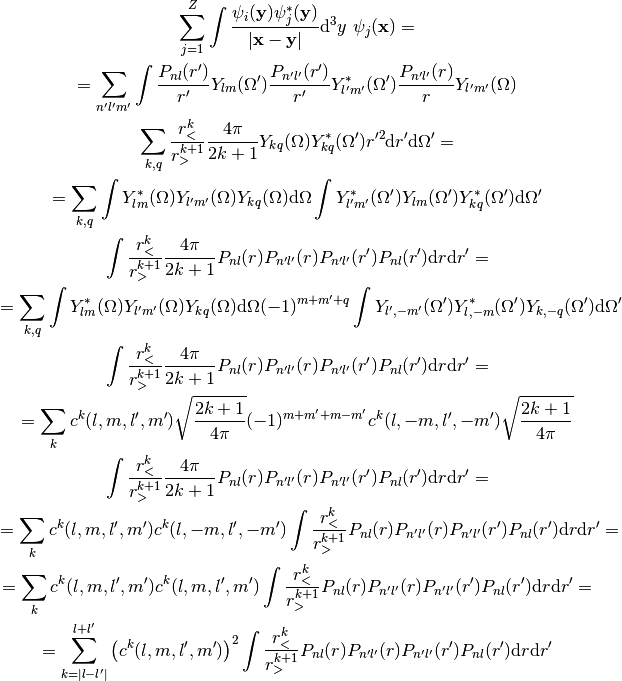 \sum_{j=1}^{Z} \int \frac{\psi_i(\mathbf{y})\psi_j^*(\mathbf{y})}{|\mathbf{x}-\mathbf{y}|} \mathrm{d}^3 y \ \psi_j(\mathbf{x}) =
= \sum_{n'l'm'} \int \frac{P_{nl}(r')}{r'} Y_{lm}(\Omega') \frac{P_{n'l'}(r')}{r'} Y_{l'm'}^*(\Omega') \frac{P_{n'l'}(r)}{r} Y_{l'm'}(\Omega)
\sum_{k,q} \frac{r_<^k}{r_>^{k+1}} \frac{4\pi}{2k+1} Y_{kq}(\Omega) Y_{kq}^*(\Omega') r'^2 \mathrm{d}r' \mathrm{d}\Omega' =
= \sum_{k,q} \int Y_{lm}^*(\Omega) Y_{l'm'}(\Omega) Y_{kq}(\Omega) \mathrm{d}\Omega \int Y_{l'm'}^*(\Omega') Y_{lm}(\Omega') Y_{kq}^*(\Omega') \mathrm{d}\Omega'
\int \frac{r_<^k}{r_>^{k+1}} \frac{4\pi}{2k+1} P_{nl}(r) P_{n'l'}(r) P_{n'l'}(r') P_{nl}(r') \mathrm{d}r \mathrm{d}r' =
= \sum_{k,q} \int Y_{lm}^*(\Omega) Y_{l'm'}(\Omega) Y_{kq}(\Omega) \mathrm{d}\Omega (-1)^{m+m'+q} \int Y_{l',-m'}(\Omega') Y_{l,-m}^*(\Omega') Y_{k,-q}(\Omega') \mathrm{d}\Omega'
\int \frac{r_<^k}{r_>^{k+1}} \frac{4\pi}{2k+1} P_{nl}(r) P_{n'l'}(r) P_{n'l'}(r') P_{nl}(r') \mathrm{d}r \mathrm{d}r' =
= \sum_{k} c^k(l,m,l',m') \sqrt{\frac{2k+1}{4\pi}} (-1)^{m+m'+m-m'} c^k(l,-m,l',-m') \sqrt{\frac{2k+1}{4\pi}}
\int \frac{r_<^k}{r_>^{k+1}} \frac{4\pi}{2k+1} P_{nl}(r) P_{n'l'}(r) P_{n'l'}(r') P_{nl}(r') \mathrm{d}r \mathrm{d}r' =
= \sum_{k} c^k(l,m,l',m') c^k(l,-m,l',-m') \int \frac{r_<^k}{r_>^{k+1}} P_{nl}(r) P_{n'l'}(r) P_{n'l'}(r') P_{nl}(r') \mathrm{d}r \mathrm{d}r' =
= \sum_{k} c^k(l,m,l',m') c^k(l,m,l',m') \int \frac{r_<^k}{r_>^{k+1}} P_{nl}(r) P_{n'l'}(r) P_{n'l'}(r') P_{nl}(r') \mathrm{d}r \mathrm{d}r' =
= \sum_{k=|l-l'|}^{l+l'} \left(c^k(l,m,l',m')\right)^2 \int \frac{r_<^k}{r_>^{k+1}} P_{nl}(r) P_{n'l'}(r) P_{n'l'}(r') P_{nl}(r') \mathrm{d}r \mathrm{d}r'